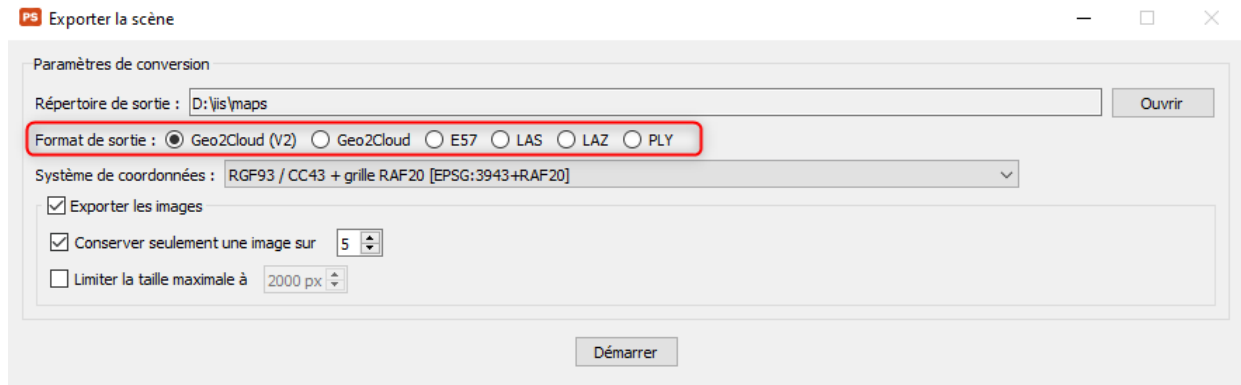 PS Exporter la scène
Paramètres de conversion
Répertoire de sortie : D:\iis\maps Ouvrir
Format de sortie : Geo2Cloud (V2) Geo2Cloud E57 LAS LAZ PLY
Système de coordonnées : RGF93 / CC43 + grille RAF20 [EPSG:3943+RAF20]
Exporter les images
Conserver seulement une image sur 5
Limiter la taille maximale à 2000 px
Démarrer